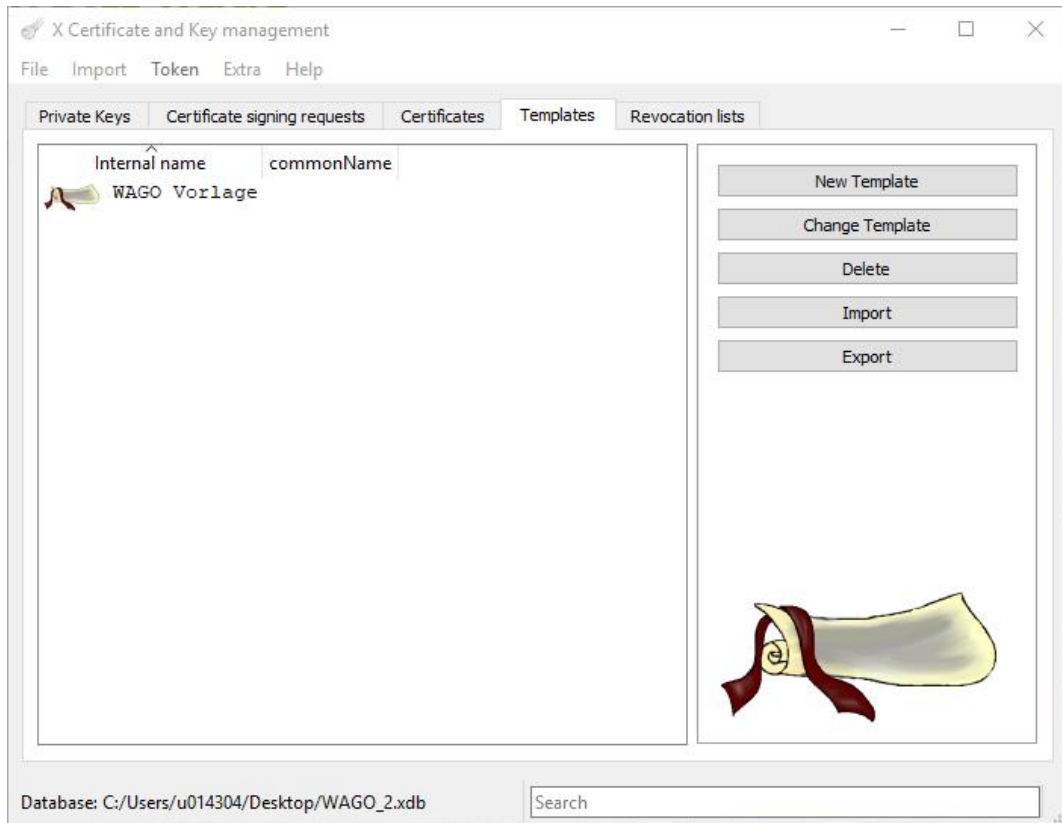 X Certificate and Key management
File Import Token Extra Help
Private Keys Certificate signing requests Certificates Templates Revocation lists
Internal name commonName
WAGO Vorlage
New Template
Change Template
Delete
Import
Export
Database: C:/Users/u014304/Desktop/WAGO_2.xdb
Search